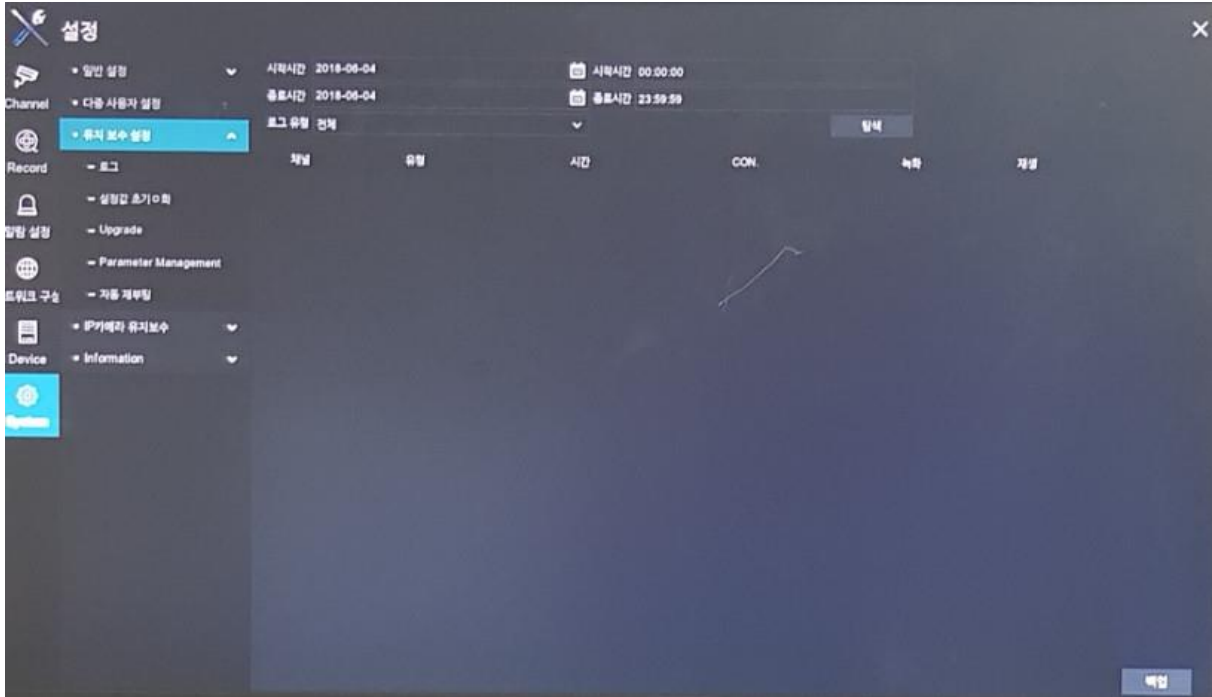 설정
Channel
Record
알람 설정
트워크 구성
Device
System
• 일반 설정
• 다중 사용자 설정
• 유지 보수 설정
- 로그
- 설정값 초기ㅁ화
- Upgrade
- Parameter Management
- 자동 재부팅
• IP카메라 유지보수
• Information
시작시간 2018-06-04 시작시간 00:00:00
종료시간 2018-06-04 종료시간 23:59:59
로그 유형 전체 탐색
채널 유형 시간 CON. 녹화 재생
백업